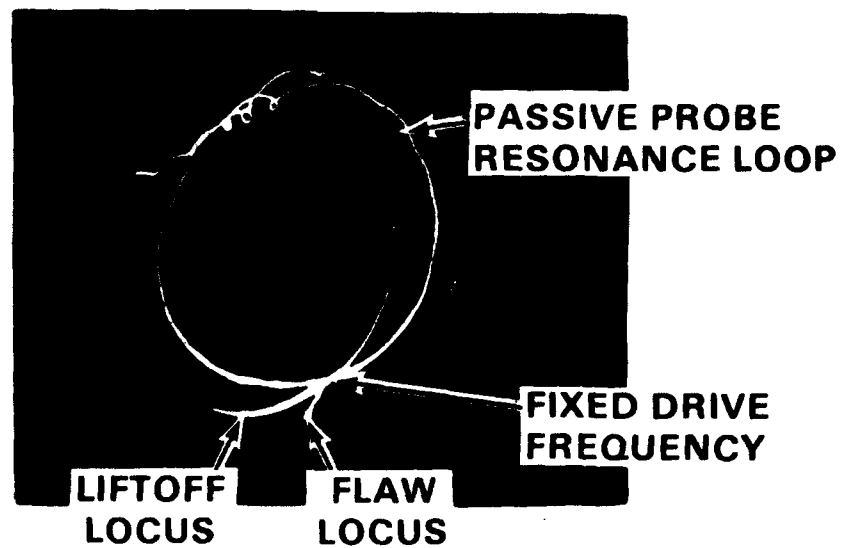 PASSIVE PROBE
RESONANCE LOOP
FIXED DRIVE
FREQUENCY
LIFTOFF
LOCUS
FLAW
LOCUS